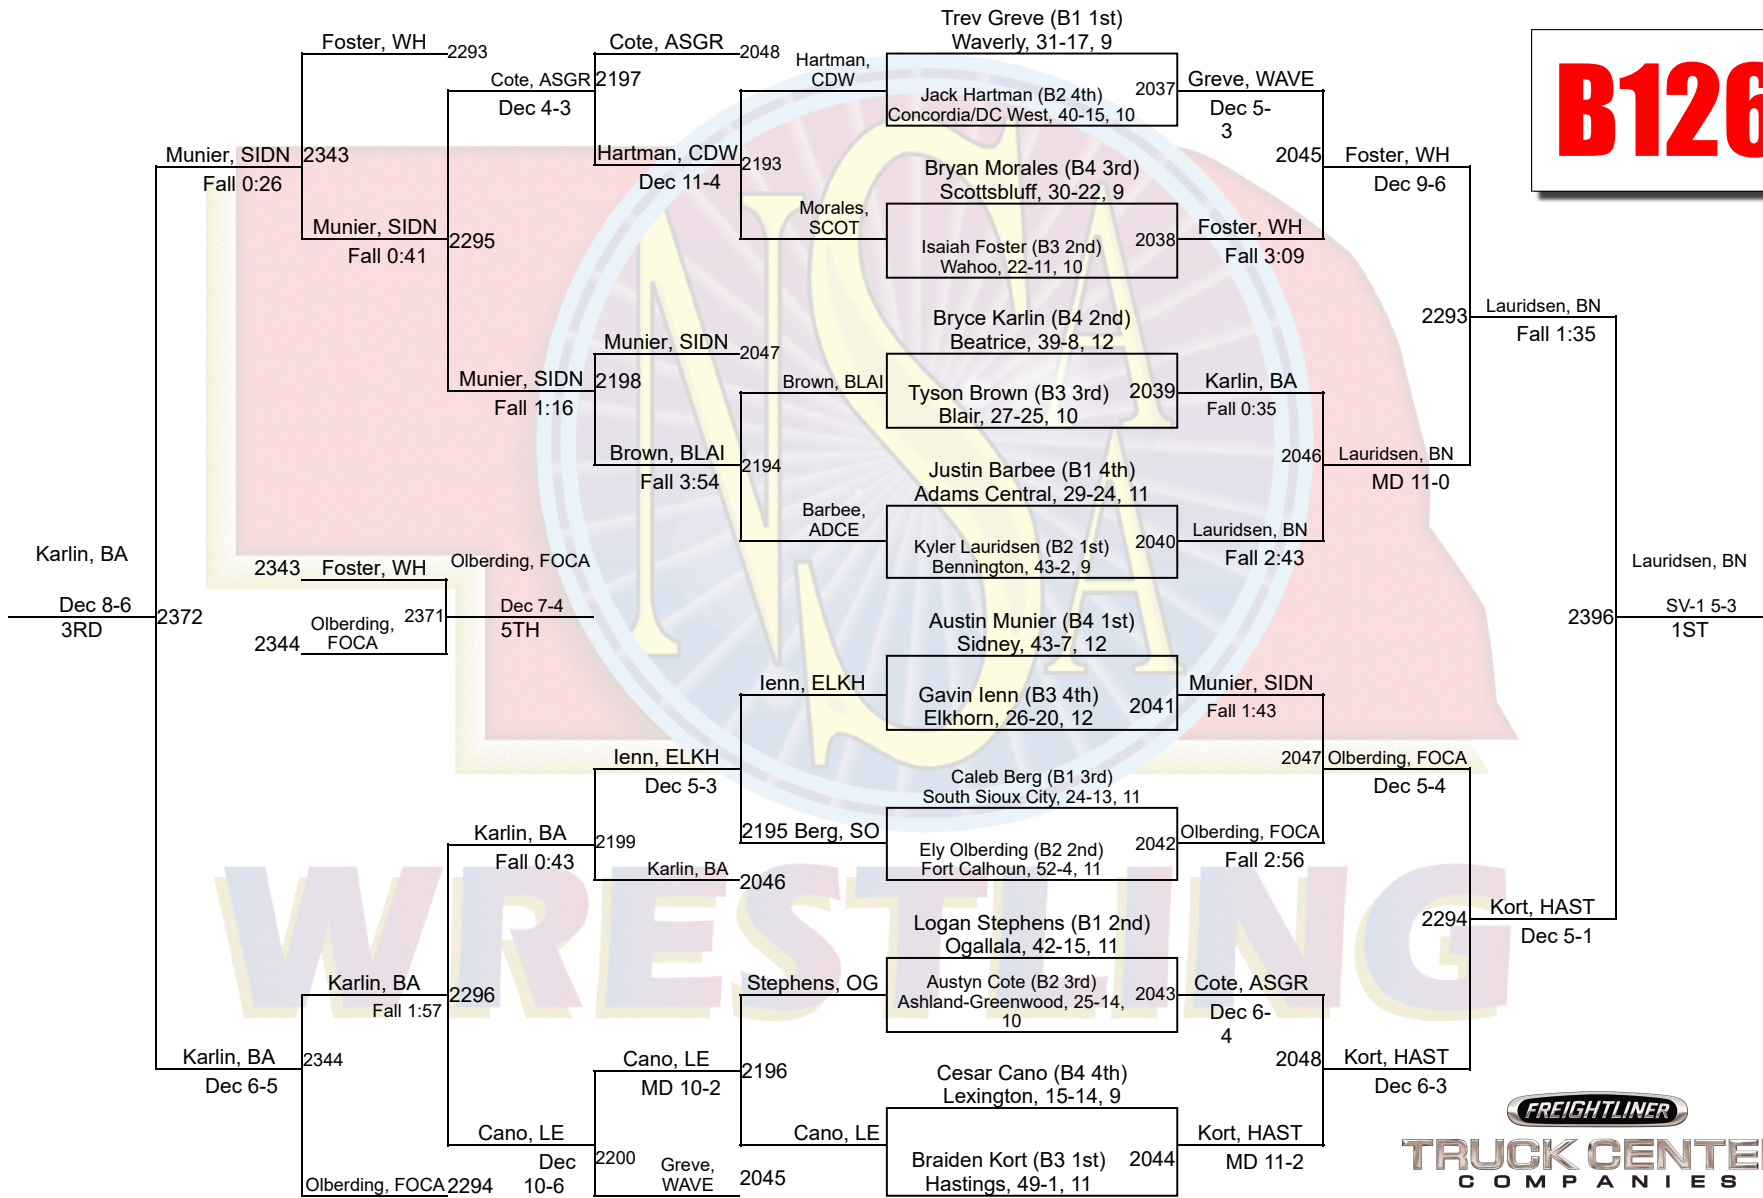 Trev Greve (B1 1st)
Waverly, 31-17, 9
Jack Hartman (B2 4th)
Concordia/DC West, 40-15, 10
2037
Bryan Morales (B4 3rd)
Scottsbluff, 30-22, 9
Isaiah Foster (B3 2nd)
Wahoo, 22-11, 10
2038
Bryce Karlin (B4 2nd)
Beatrice, 39-8, 12
Tyson Brown (B3 3rd)
Blair, 27-25, 10
2039
Justin Barbee (B1 4th)
Adams Central, 29-24, 11
Kyler Lauridsen (B2 1st)
Bennington, 43-2, 9
2040
Austin Munier (B4 1st)
Sidney, 43-7, 12
Gavin Ienn (B3 4th)
Elkhorn, 26-20, 12
2041
Caleb Berg (B1 3rd)
South Sioux City, 24-13, 11
Ely Olberding (B2 2nd)
Fort Calhoun, 52-4, 11
2042
Logan Stephens (B1 2nd)
Ogallala, 42-15, 11
Austyn Cote (B2 3rd)
Ashland-Greenwood, 25-14,
10
2043
Cesar Cano (B4 4th)
Lexington, 15-14, 9
Braiden Kort (B3 1st)
Hastings, 49-1, 11
2044
Greve, WAVE
Dec 5-
3
Foster, WH
Fall 3:09
Karlin, BA
Fall 0:35
Lauridsen, BN
Fall 2:43
Munier, SIDN
Fall 1:43
Olberding, FOCA
Fall 2:56
Cote, ASGR
Dec 6-
4
Kort, HAST
MD 11-2
2045
Foster, WH
Dec 9-6
2046
Lauridsen, BN
MD 11-0
2047
Olberding, FOCA
Dec 5-4
2048
Kort, HAST
Dec 6-3
2293
Lauridsen, BN
Fall 1:35
2294
Kort, HAST
Dec 5-1
2396
Lauridsen, BN
SV-1 5-3
1ST
Hartman,
CDW
Morales,
SCOT
2193
Brown, BLAI
Barbee,
ADCE
2194
Ienn, ELKH
2195 Berg, SO
Stephens, OG
Cano, LE
2196
Cote, ASGR
2048
Hartman, CDW
Dec 11-4
2197
Munier, SIDN
2047
Brown, BLAI
Fall 3:54
2198
Ienn, ELKH
Dec 5-3
Karlin, BA
2046
2199
Cano, LE
MD 10-2
Greve,
WAVE
2045
2200
Cote, ASGR
Dec 4-3
Munier, SIDN
Fall 1:16
2295
Karlin, BA
Fall 0:43
Cano, LE
Dec
10-6
2296
Foster, WH
2293
Munier, SIDN
Fall 0:41
2343
Karlin, BA
Fall 1:57
Olberding, FOCA
2294
2344
Munier, SIDN
Fall 0:26
Karlin, BA
Dec 6-5
2372
Karlin, BA
Dec 8-6
3RD
2343
Foster, WH
2344
Olberding,
FOCA
2371
Olberding, FOCA
Dec 7-4
5TH
B126
NSAA
WRESTLING
FREIGHTLINER
TRUCK CENTE
COMPANIES